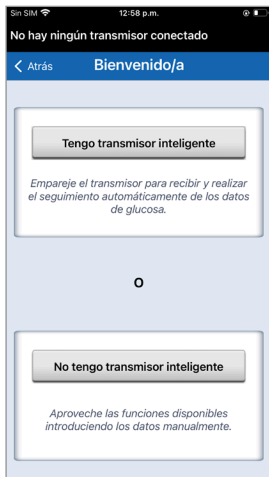 Sin SIM 12:58 p.m.
No hay ningún transmisor conectado
Atrás Bienvenido/a
Tengo transmisor inteligente
Empareje el transmisor para recibir y realizar
el seguimiento automáticamente de los datos
de glucosa.
O
No tengo transmisor inteligente
Aproveche las funciones disponibles
introduciendo los datos manualmente.